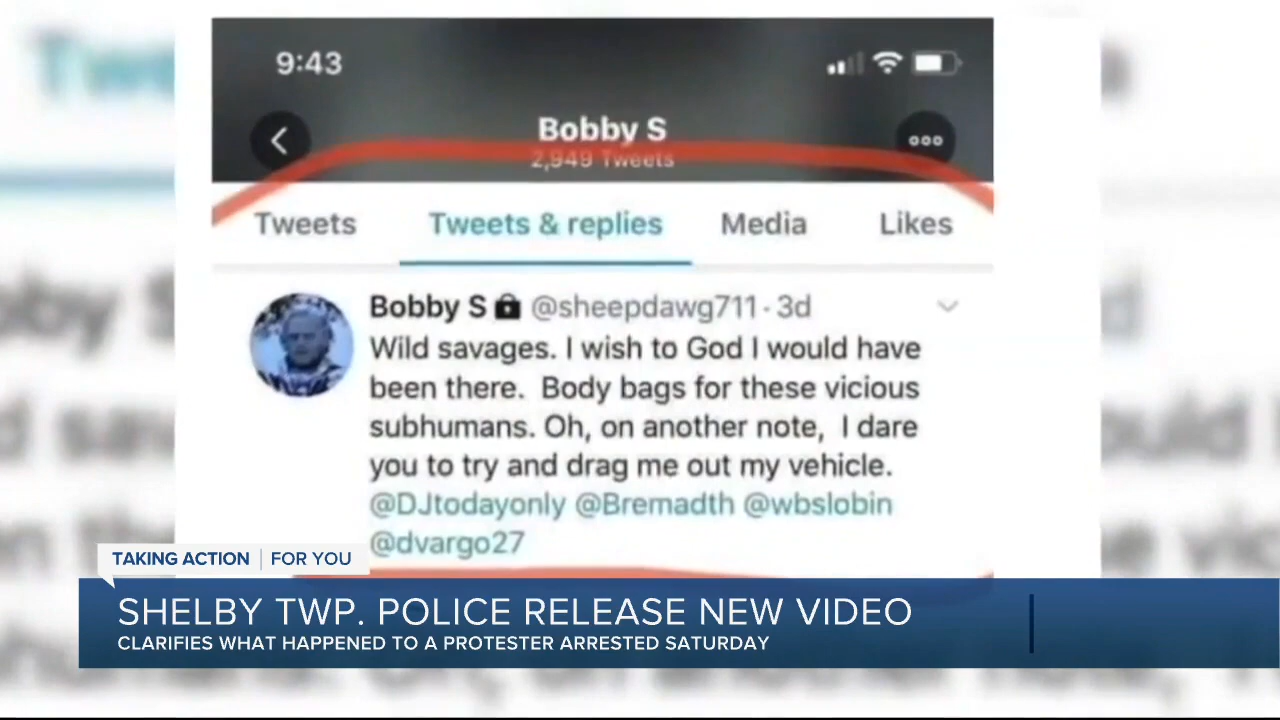 9:43
Bobby S
2,949 Tweets
Tweets Tweets & replies Media Likes
Bobby S @sheepdawg711 · 3d
Wild savages. I wish to God I would have
been there.  Body bags for these vicious
subhumans. Oh, on another note,  I dare
you to try and drag me out my vehicle.
@DJtodayonly @Bremadth @wbslobin
@dvargo27
TAKING ACTION | FOR YOU
SHELBY TWP. POLICE RELEASE NEW VIDEO
CLARIFIES WHAT HAPPENED TO A PROTESTER ARRESTED SATURDAY